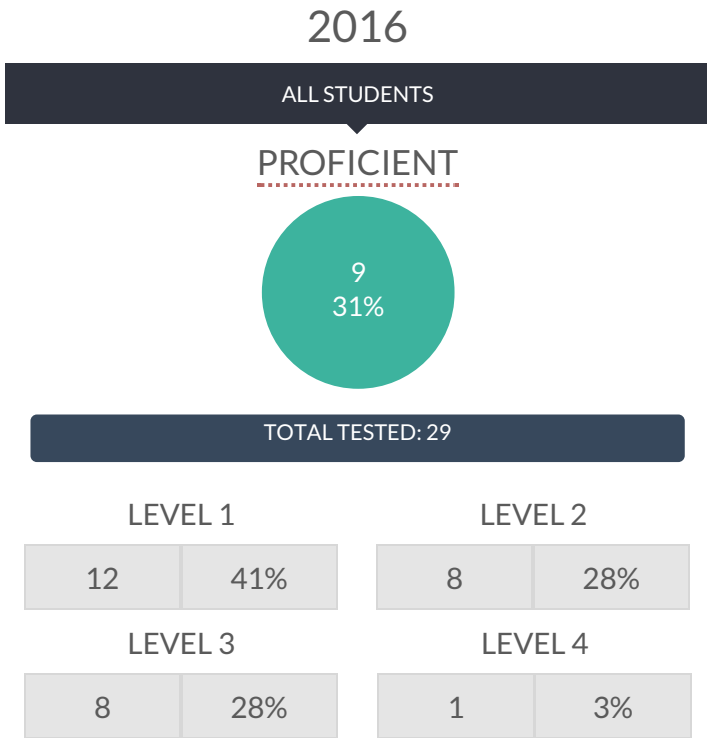 2016
ALL STUDENTS
PROFICIENT
9
31%
TOTAL TESTED: 29
LEVEL 1 LEVEL 2
12 41% 8 28%
LEVEL 3 LEVEL 4
8 28% 1 3%